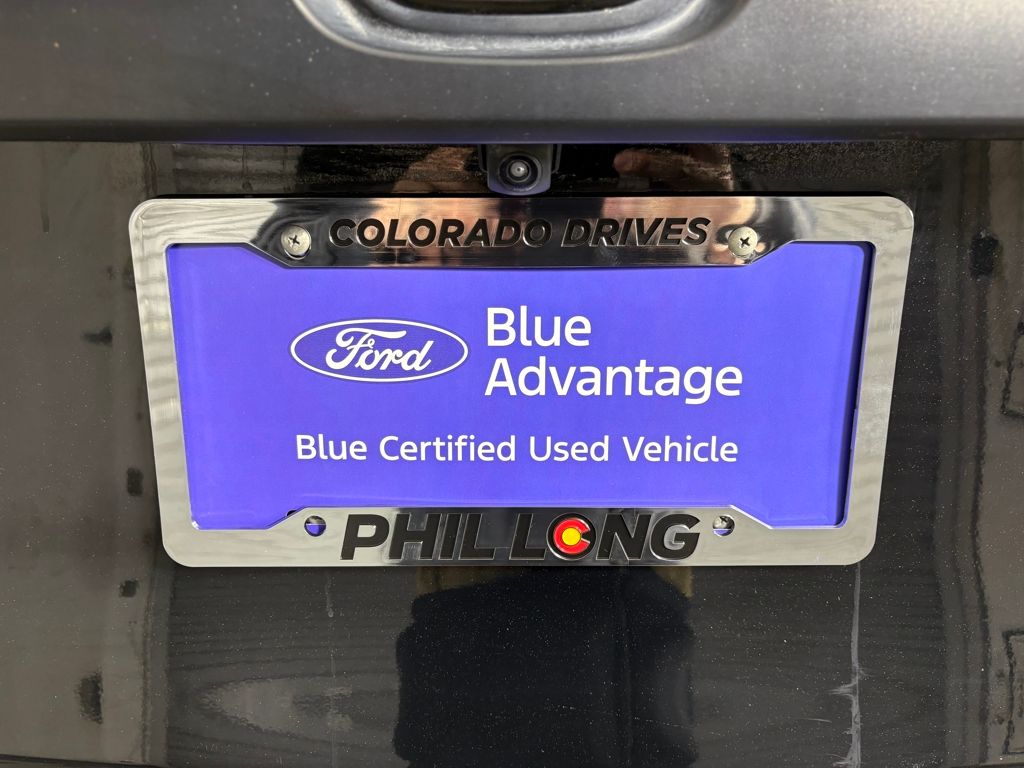 COLORADO DRIVES
Ford
Blue
Advantage
Blue Certified Used Vehicle
PHIL LONG